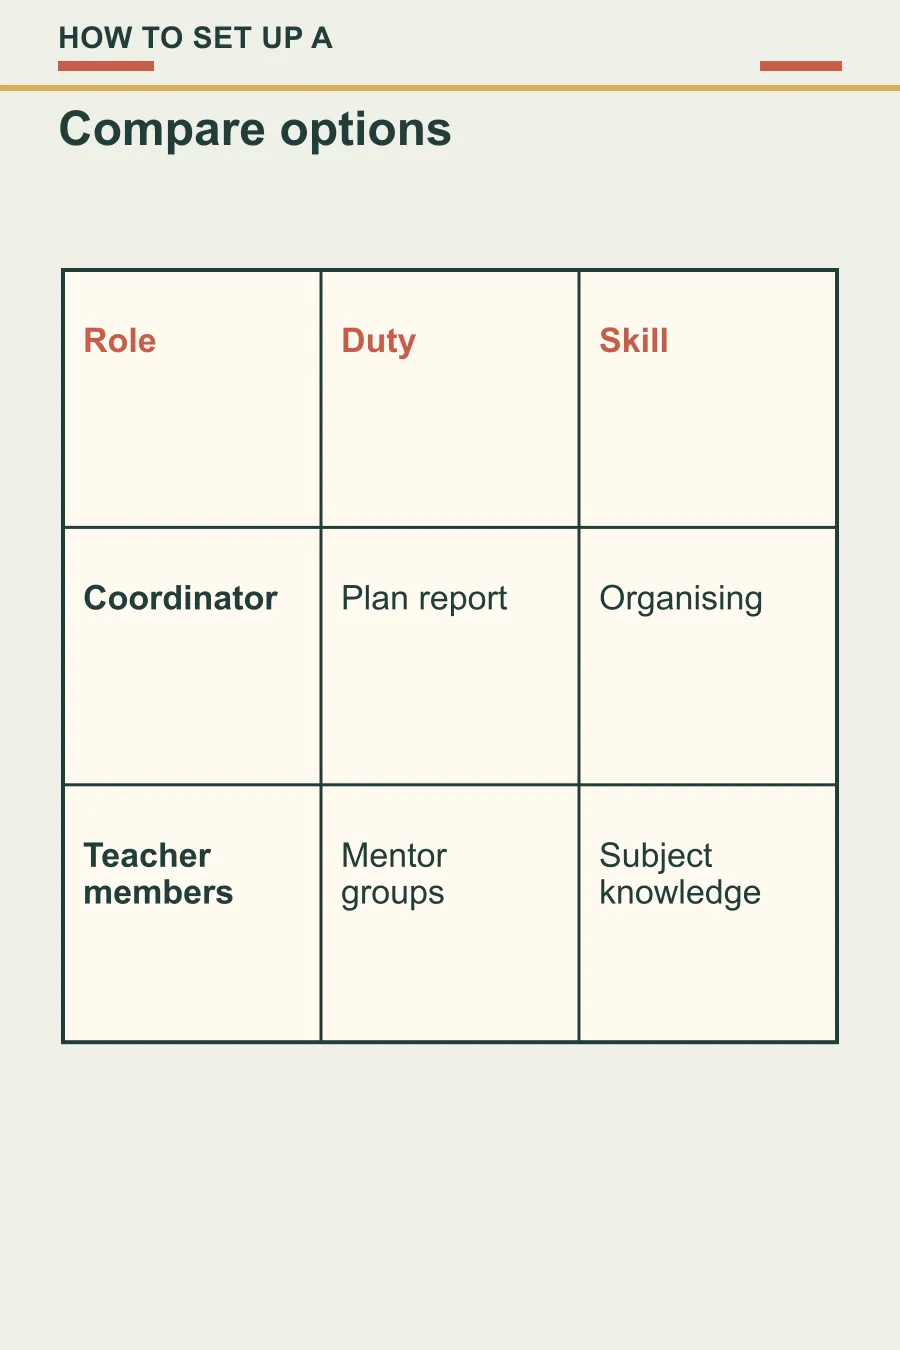 HOW TO SET UP A
Compare options
Role
Duty
Skill
Coordinator
Plan report
Organising
Teacher
members
Mentor
groups
Subject
knowledge